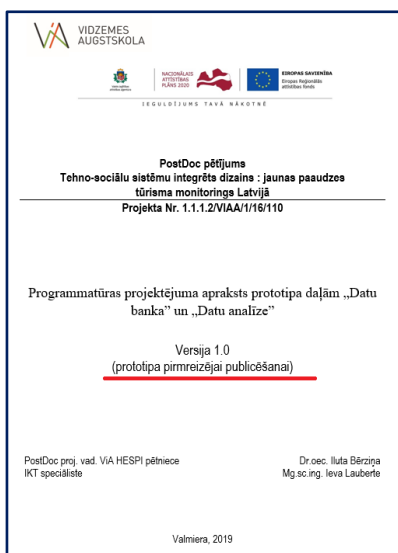 VIDZEMES
AUGSTSKOLA
NACIONĀLAIS
ATTĪSTĪBAS
PLĀNS 2020
EIROPAS SAVIENĪBA
Eiropas Reģionālās
attīstības fonds
IEGULDĪJUMS TAVĀ NĀKOTNĒ
PostDoc pētījums
Tehno-sociālu sistēmu integrēts dizains : jaunas paaudzes
tūrisma monitorings Latvijā
Projekta Nr. 1.1.1.2/VIAA/1/16/110
Programmatūras projektējuma apraksts prototipa daļām „Datu
banka” un „Datu analīze”
Versija 1.0
(prototipa pirmreizējai publicēšanai)
PostDoc proj. vad. ViA HESPI pētniece
Dr.oec. Iluta Bērziņa
IKT speciāliste
Mg.sc.ing. Ieva Lauberte
Valmiera, 2019